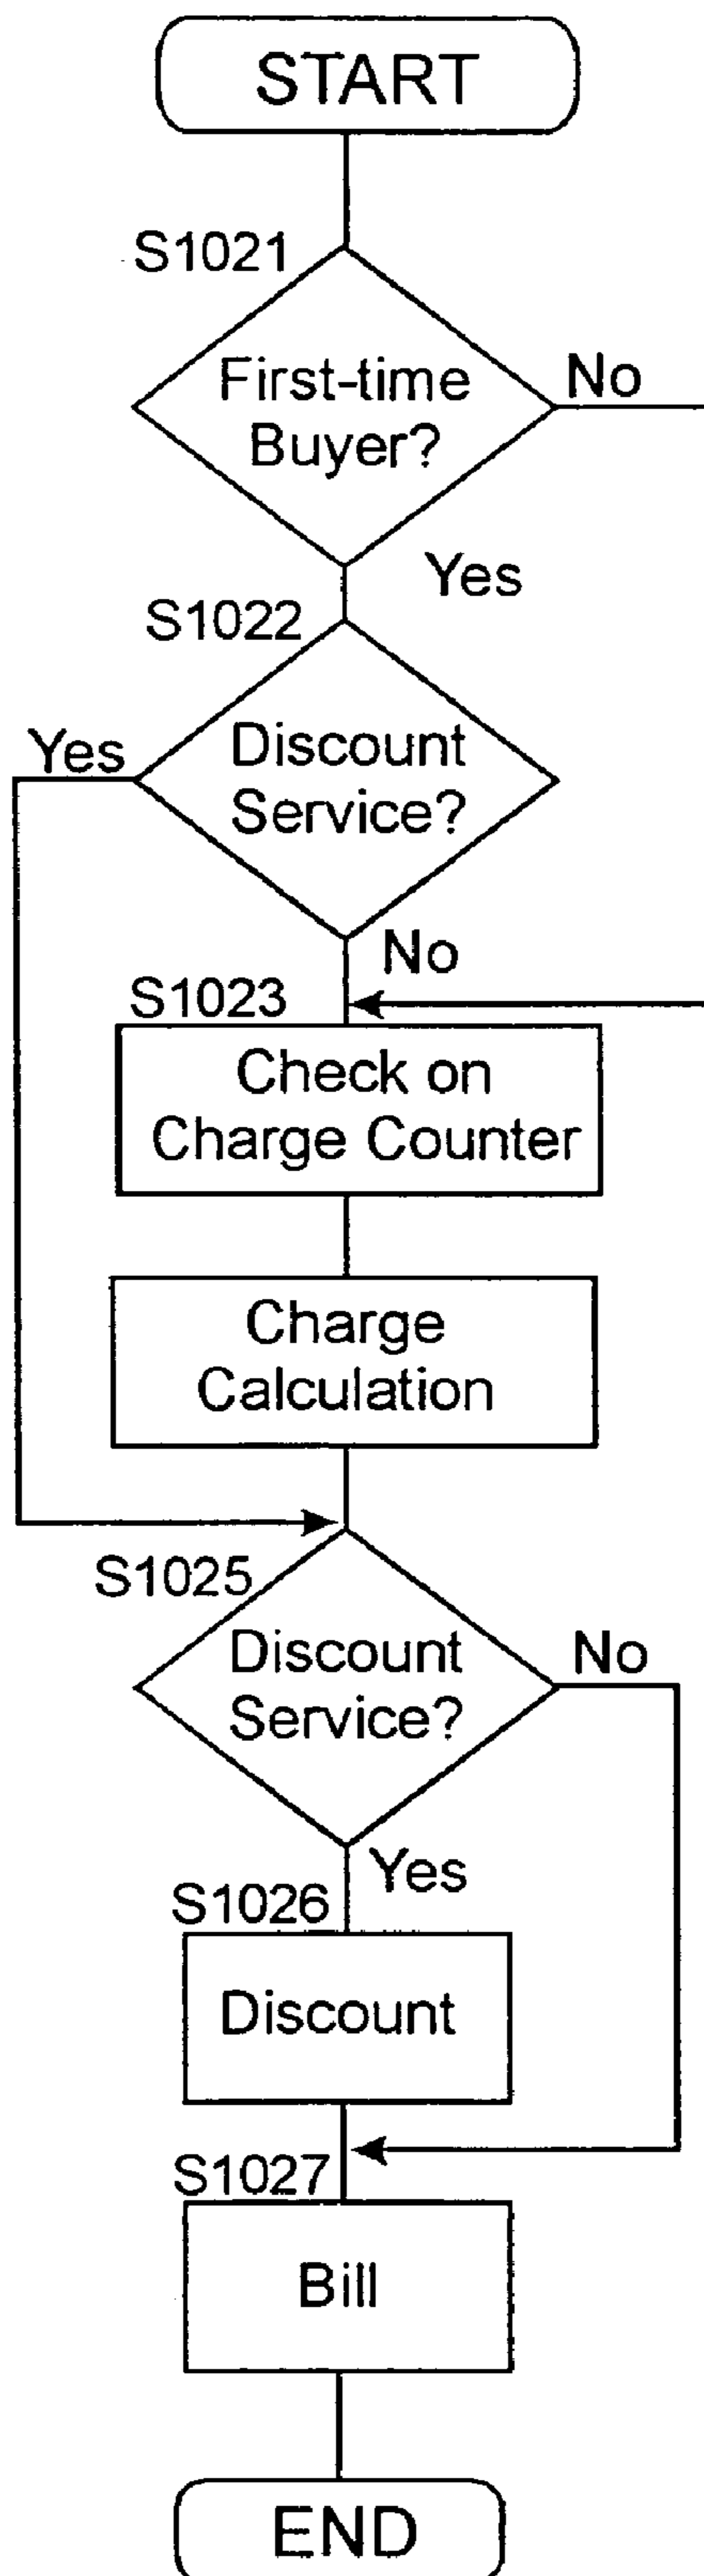 START
S1021
First-time
Buyer?
No
Yes
S1022
Discount
Service?
Yes
No
S1023
Check on
Charge Counter
Charge
Calculation
S1025
Discount
Service?
No
Yes
S1026
Discount
S1027
Bill
END